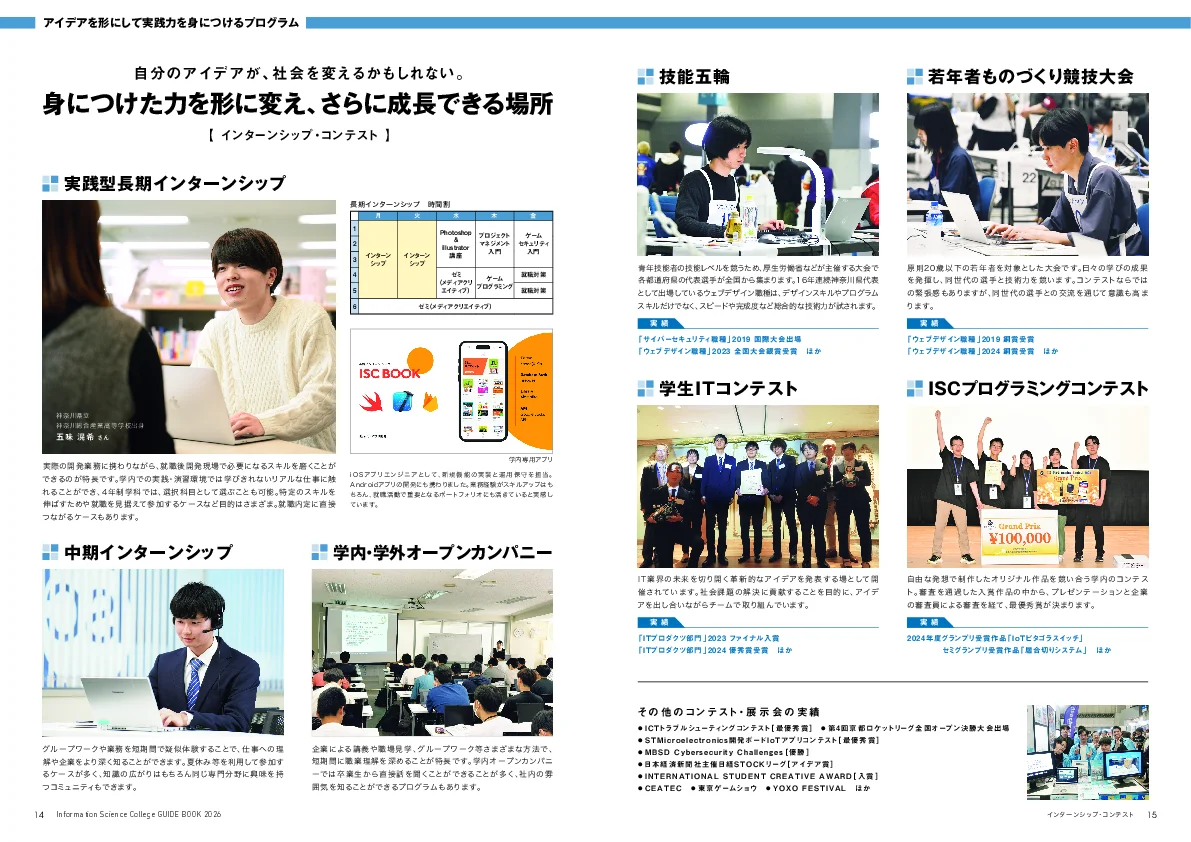 アイデアを形にして実践力を身につけるプログラム
自分のアイデアが、社会を変えるかもしれない。
身につけた力を形に変え、さらに成長できる場所
【 インターンシップ・コンテスト 】
実践型長期インターンシップ
神奈川県立
神奈川総合産業高等学校出身
五味 滉希 さん
実際の開発業務に携わりながら、就職後開発現場で必要になるスキルを磨くことが
できるのが特長です。学内での実践・演習環境では学びきれないリアルな仕事に触
れることができ、4年制学科では、選択科目として選ぶことも可能。特定のスキルを
伸ばすためや就職を見据えて参加するケースなど目的はさまざま。就職内定に直接
つながるケースもあります。
長期インターンシップ 時間割
月 火 水 木 金
1
2
3
4
5
6
インターン
シップ
インターン
シップ
Photoshop
&
Illustrator
講座
プロジェクト
マネジメント
入門
ゲーム
セキュリティ
入門
ゼミ
(メディアクリ
エイティブ)
ゲーム
プログラミング
就職対策
就職対策
ゼミ(メディアクリエイティブ)
ISC BOOK
学内専用アプリ
iOSアプリエンジニアとして、新規機能の実装と運用保守を担当。
Androidアプリの開発にも携わりました。業務経験がスキルアップはも
ちろん、就職活動で重要となるポートフォリオにも活きていると実感し
ています。
中期インターンシップ
グループワークや業務を短期間で疑似体験することで、仕事への理
解や企業をより深く知ることができます。夏休み等を利用して参加す
るケースが多く、知識の広がりはもちろん同じ専門分野に興味を持
つコミュニティもできます。
学内・学外オープンカンパニー
企業による講義や職場見学、グループワーク等さまざまな方法で、
短期間に職業理解を深めることが特長です。学内オープンカンパニ
ーでは卒業生から直接話を聞くことができることが多く、社内の雰
囲気を知ることができるプログラムもあります。
14 Information Science College GUIDE BOOK 2026
技能五輪
青年技能者の技能レベルを競うため、厚生労働省などが主催する大会で
各都道府県の代表選手が全国から集まります。16年連続神奈川県代表
として出場しているウェブデザイン職種は、デザインスキルやプログラム
スキルだけでなく、スピードや完成度など総合的な技術力が試されます。
実績
「サイバーセキュリティ職種」2019 国際大会出場
「ウェブデザイン職種」2023 全国大会銀賞受賞 ほか
若年者ものづくり競技大会
22
原則20歳以下の若年者を対象とした大会です。日々の学びの成果
を発揮し、同世代の選手と技術力を競います。コンテストならでは
の緊張感もありますが、同世代の選手との交流を通じて意識も高ま
ります。
実績
「ウェブデザイン職種」2019 銅賞受賞
「ウェブデザイン職種」2024 銅賞受賞 ほか
学生ITコンテスト
IT業界の未来を切り開く革新的なアイデアを発表する場として開
催されています。社会課題の解決に貢献することを目的に、アイデ
アを出し合いながらチームで取り組んでいます。
実績
「ITプロダクツ部門」2023 ファイナル入賞
「ITプロダクツ部門」2024 優秀賞受賞 ほか
ISCプログラミングコンテスト
Grand Prix
Grand Prix
¥100,000
自由な発想で制作したオリジナル作品を競い合う学内のコンテス
ト。審査を通過した入賞作品の中から、プレゼンテーションと企業
の審査員による審査を経て、最優秀賞が決まります。
実績
2024年度グランプリ受賞作品「IoTピタゴラスイッチ」
セミグランプリ受賞作品「居合切りシステム」 ほか
その他のコンテスト・展示会の実績
●ICTトラブルシューティングコンテスト[最優秀賞] ●第4回京都ロケットリーグ全国オープン決勝大会出場
●STMicroelectronics開発ボードIoTアプリコンテスト[最優秀賞]
●MBSD Cybersecurity Challenges[優勝]
●日本経済新聞社主催日経STOCKリーグ[アイデア賞]
●INTERNATIONAL STUDENT CREATIVE AWARD[入賞]
●CEATEC ●東京ゲームショウ ●YOXO FESTIVAL ほか
インターンシップ・コンテスト 15